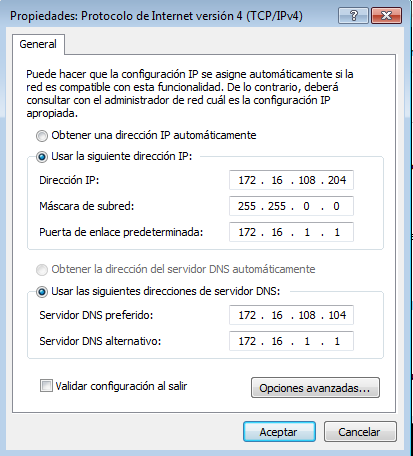 Propiedades: Protocolo de Internet versión 4 (TCP/IPv4)
General
Puede hacer que la configuración IP se asigne automáticamente si la
red es compatible con esta funcionalidad. De lo contrario, deberá
consultar con el administrador de red cuál es la configuración IP
apropiada.
Obtener una dirección IP automáticamente
Usar la siguiente dirección IP:
Dirección IP: 172 . 16 . 108 . 204
Máscara de subred: 255 . 255 . 0 . 0
Puerta de enlace predeterminada: 172 . 16 . 1 . 1
Obtener la dirección del servidor DNS automáticamente
Usar las siguientes direcciones de servidor DNS:
Servidor DNS preferido: 172 . 16 . 108 . 104
Servidor DNS alternativo: 172 . 16 . 1 . 1
Validar configuración al salir
Opciones avanzadas...
Aceptar Cancelar